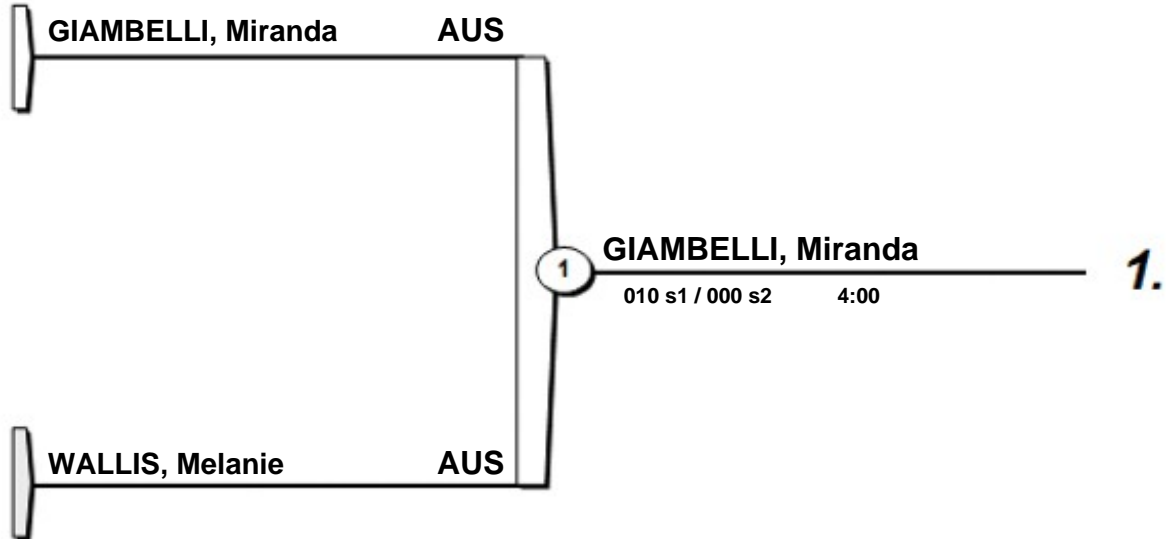 GIAMBELLI, Miranda AUS
1 GIAMBELLI, Miranda 1.
010 s1 / 000 s2 4:00
WALLIS, Melanie AUS